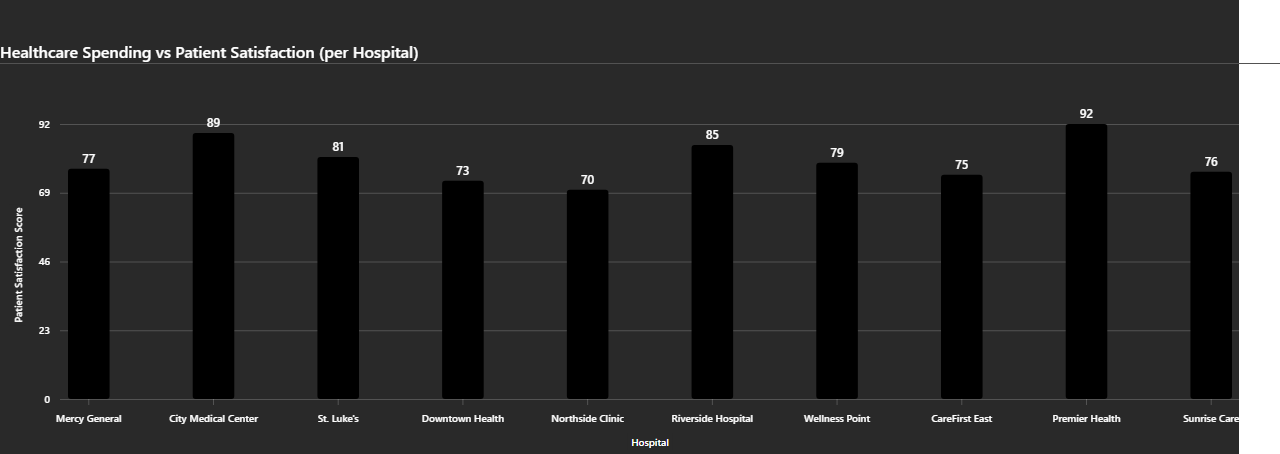 Healthcare Spending vs Patient Satisfaction (per Hospital)
92
69
46
23
0
Patient Satisfaction Score
77
89
81
73
70
85
79
75
92
76
Mercy General
City Medical Center
St. Luke's
Downtown Health
Northside Clinic
Riverside Hospital
Wellness Point
CareFirst East
Premier Health
Sunrise Care
Hospital